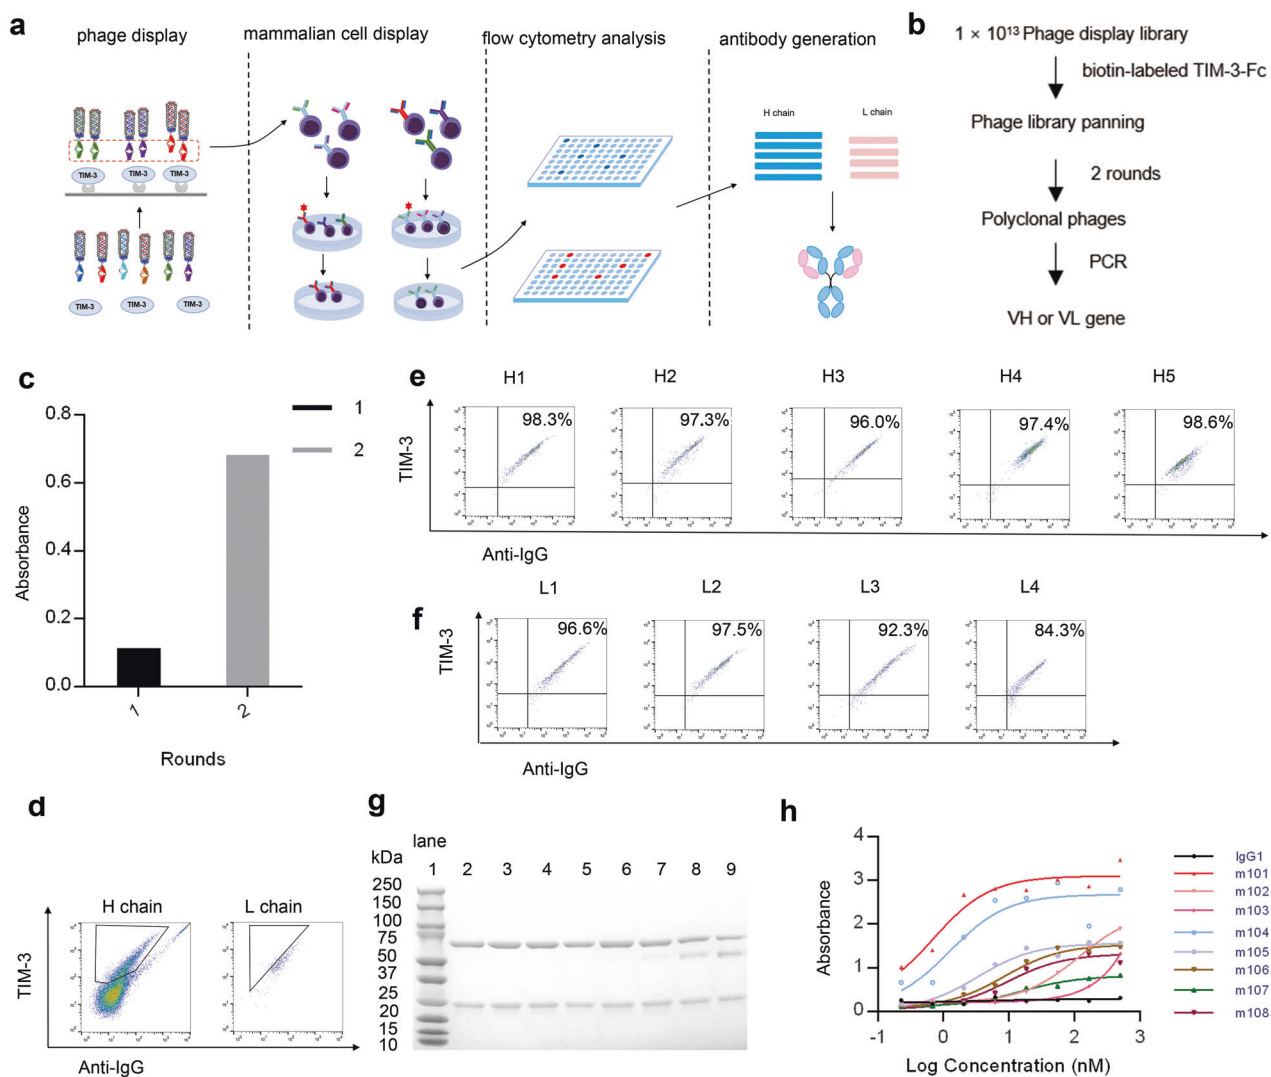 a
phage display
mammalian cell display
flow cytometry analysis
antibody generation
TIM-3
TIM-3
TIM-3
TIM-3
TIM-3
TIM-3
H chain
L chain
b
1 × 10¹³ Phage display library
biotin-labeled TIM-3-Fc
Phage library panning
2 rounds
Polyclonal phages
PCR
VH or VL gene
c
0.8
0.6
0.4
0.2
0.0
Absorbance
1
2
1
2
Rounds
d
H chain
L chain
TIM-3
Anti-IgG
e
H1
H2
H3
H4
H5
98.3%
97.3%
96.0%
97.4%
98.6%
TIM-3
Anti-IgG
f
L1
L2
L3
L4
96.6%
97.5%
92.3%
84.3%
TIM-3
Anti-IgG
g
lane
kDa
1 2 3 4 5 6 7 8 9
250
150
100
75
50
37
25
20
15
10
h
4
3
2
1
0
Absorbance
-1 0 1 2 3
Log Concentration (nM)
IgG1
m101
m102
m103
m104
m105
m106
m107
m108